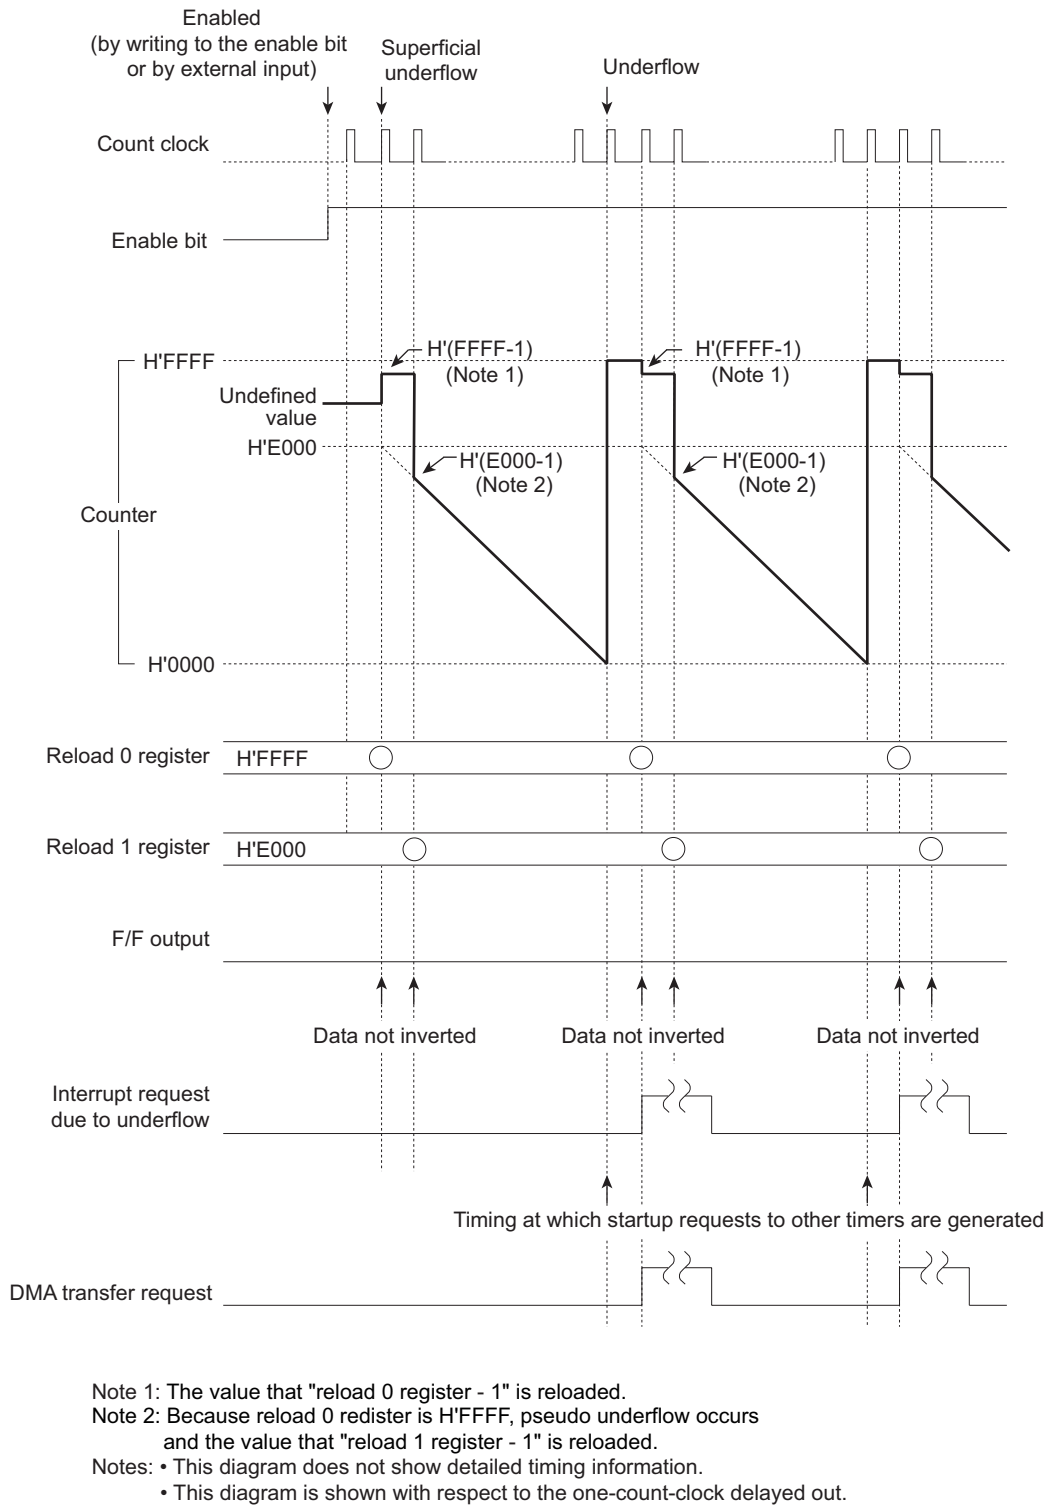 Enabled
(by writing to the enable bit
or by external input)
Superficial
underflow
Underflow
Count clock
Enable bit
H'FFFF
H'(FFFF-1)
(Note 1)
H'(FFFF-1)
(Note 1)
Undefined
value
H'E000
H'(E000-1)
(Note 2)
H'(E000-1)
(Note 2)
Counter
H'0000
Reload 0 register
H'FFFF
Reload 1 register
H'E000
F/F output
Data not inverted
Data not inverted
Data not inverted
Interrupt request
due to underflow
Timing at which startup requests to other timers are generated
DMA transfer request
Note 1: The value that "reload 0 register - 1" is reloaded.
Note 2: Because reload 0 redister is H'FFFF, pseudo underflow occurs
and the value that "reload 1 register - 1" is reloaded.
Notes: • This diagram does not show detailed timing information.
• This diagram is shown with respect to the one-count-clock delayed out.